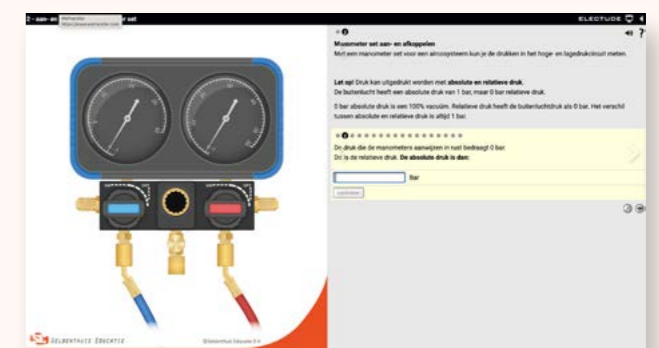 ELECTUDE
Manometer set aan- en afkoppelen
Met een manometer set voor een aircosysteem kun je de drukken in het hoge- en lagedrukcircuit meten.
Let op! Druk kan uitgedrukt worden met absolute en relatieve druk.
De buitenlucht heeft een absolute druk van 1 bar, maar 0 bar relatieve druk.
0 bar absolute druk is een 100% vacuüm. Relatieve druk heeft de buitenluchtdruk als 0 bar. Het verschil
tussen absolute en relatieve druk is altijd 1 bar.
De druk die de manometers aanwijzen in rust bedraagt 0 bar.
Dit is de relatieve druk. De absolute druk is dan:
Bar
GELDENTHUIS EDUCATIE